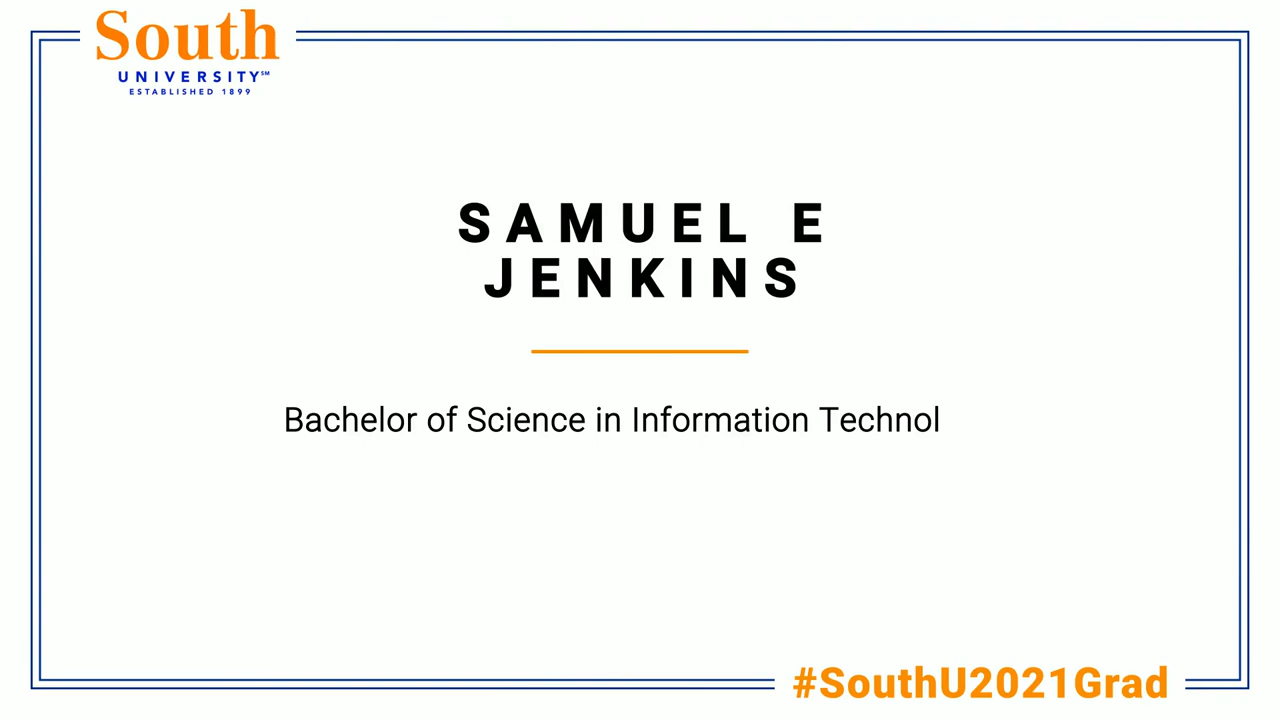 South
UNIVERSITY℠
ESTABLISHED 1899
SAMUEL E
JENKINS
Bachelor of Science in Information Technol
#SouthU2021Grad